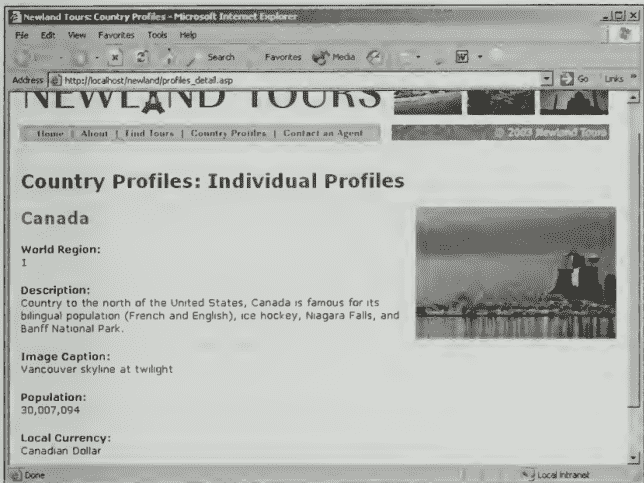 Newland Tours: Country Profiles - Microsoft Internet Explorer
File Edit View Favorites Tools Help
Search Favorites Media
Address http://localhost/newland/profiles_detail.asp Go Links »
NEWLAND TOURS
Home | About | Find Tours | Country Profiles | Contact an Agent
© 2003 Newland Tours
Country Profiles: Individual Profiles
Canada
World Region:
1
Description:
Country to the north of the United States, Canada is famous for its
bilingual population (French and English), ice hockey, Niagara Falls, and
Banff National Park.
Image Caption:
Vancouver skyline at twilight
Population:
30,007,094
Local Currency:
Canadian Dollar
Done
Local intranet